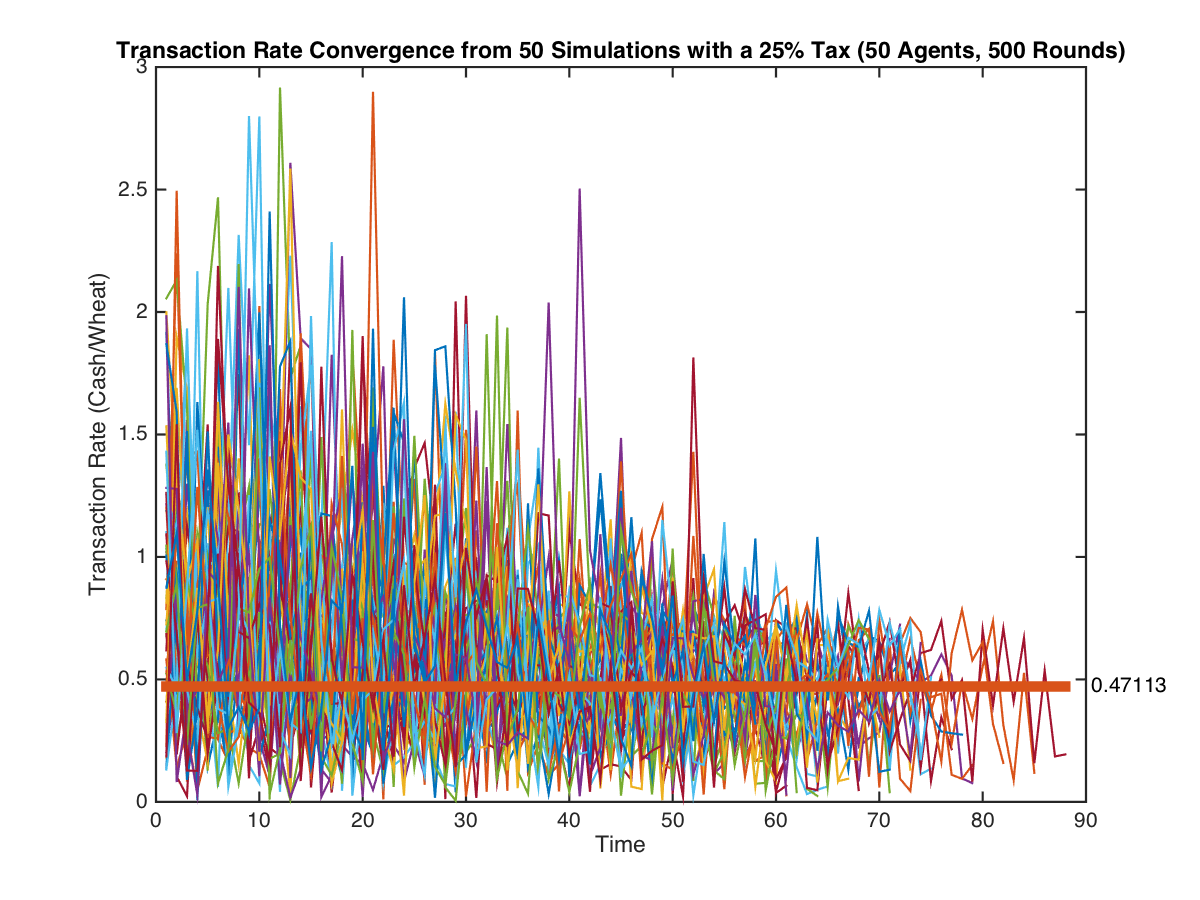 Transaction Rate Convergence from 50 Simulations with a 25% Tax (50 Agents, 500 Rounds)
3
2.5
2
1.5
1
0.5
0
Transaction Rate (Cash/Wheat)
0.47113
0 10 20 30 40 50 60 70 80 90
Time